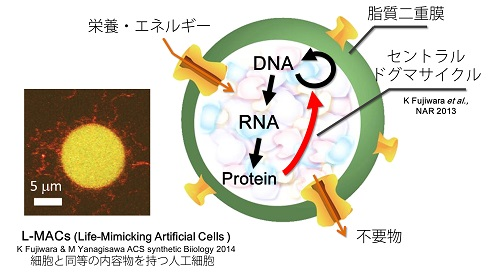 栄養・エネルギー
脂質二重膜
DNA
セントラル
ドグマサイクル
K Fujiwara et al.,
NAR 2013
RNA
Protein
5 μm
不要物
L-MACs (Life-Mimicking Artificial Cells )
K Fujiwara & M Yanagisawa ACS synthetic Biiology 2014
細胞と同等の内容物を持つ人工細胞